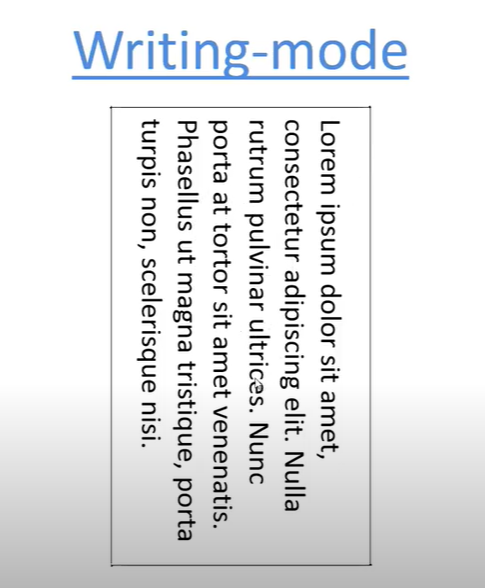 Writing-mode
Lorem ipsum dolor sit amet,
consectetur adipiscing elit. Nulla
rutrum pulvinar ultrices. Nunc
porta at tortor sit amet venenatis.
Phasellus ut magna tristique, porta
turpis non, scelerisque nisi.